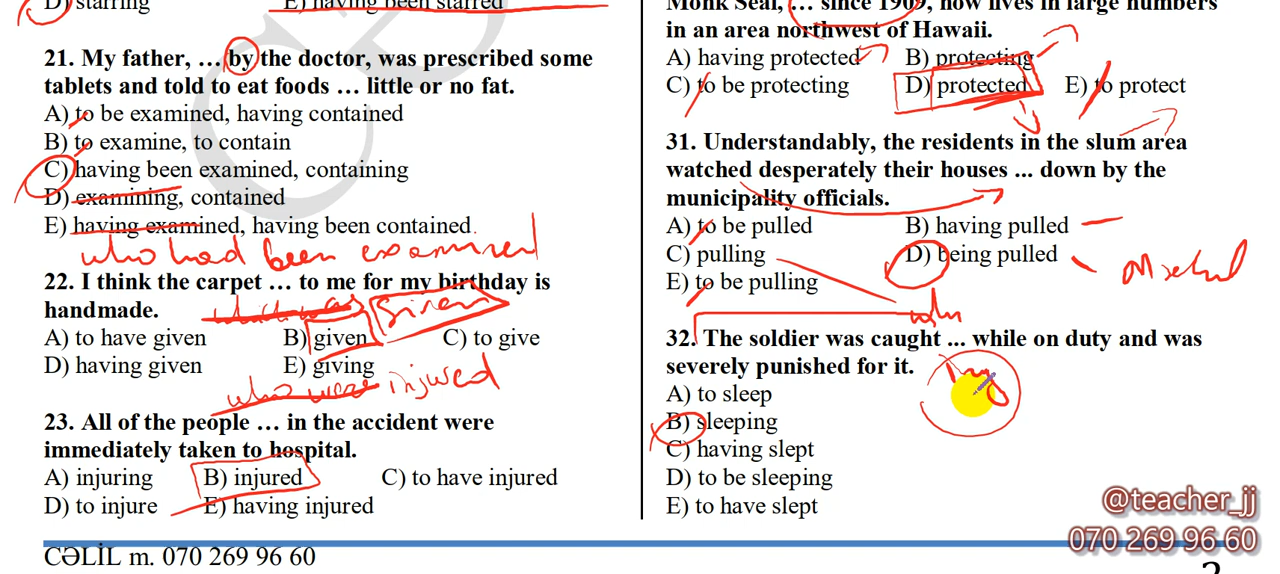 D) starring E) having been starred
21. My father, … by the doctor, was prescribed some
tablets and told to eat foods … little or no fat.
A) to be examined, having contained
B) to examine, to contain
C) having been examined, containing
D) examining, contained
E) having examined, having been contained.
who had been examined
22. I think the carpet … to me for my birthday is
handmade.
which was given
A) to have given B) given C) to give
D) having given E) giving
who were injured
23. All of the people … in the accident were
immediately taken to hospital.
A) injuring B) injured C) to have injured
D) to injure E) having injured
CƏLİL m. 070 269 96 60
Monk Seal, … since 1909, now lives in large numbers
in an area northwest of Hawaii.
A) having protected B) protecting
C) to be protecting D) protected E) to protect
31. Understandably, the residents in the slum area
watched desperately their houses ... down by the
municipality officials.
A) to be pulled B) having pulled
C) pulling D) being pulled
E) to be pulling
32. The soldier was caught ... while on duty and was
severely punished for it.
ing
A) to sleep
B) sleeping
C) having slept
D) to be sleeping
E) to have slept
@teacher_jj
070 269 96 60